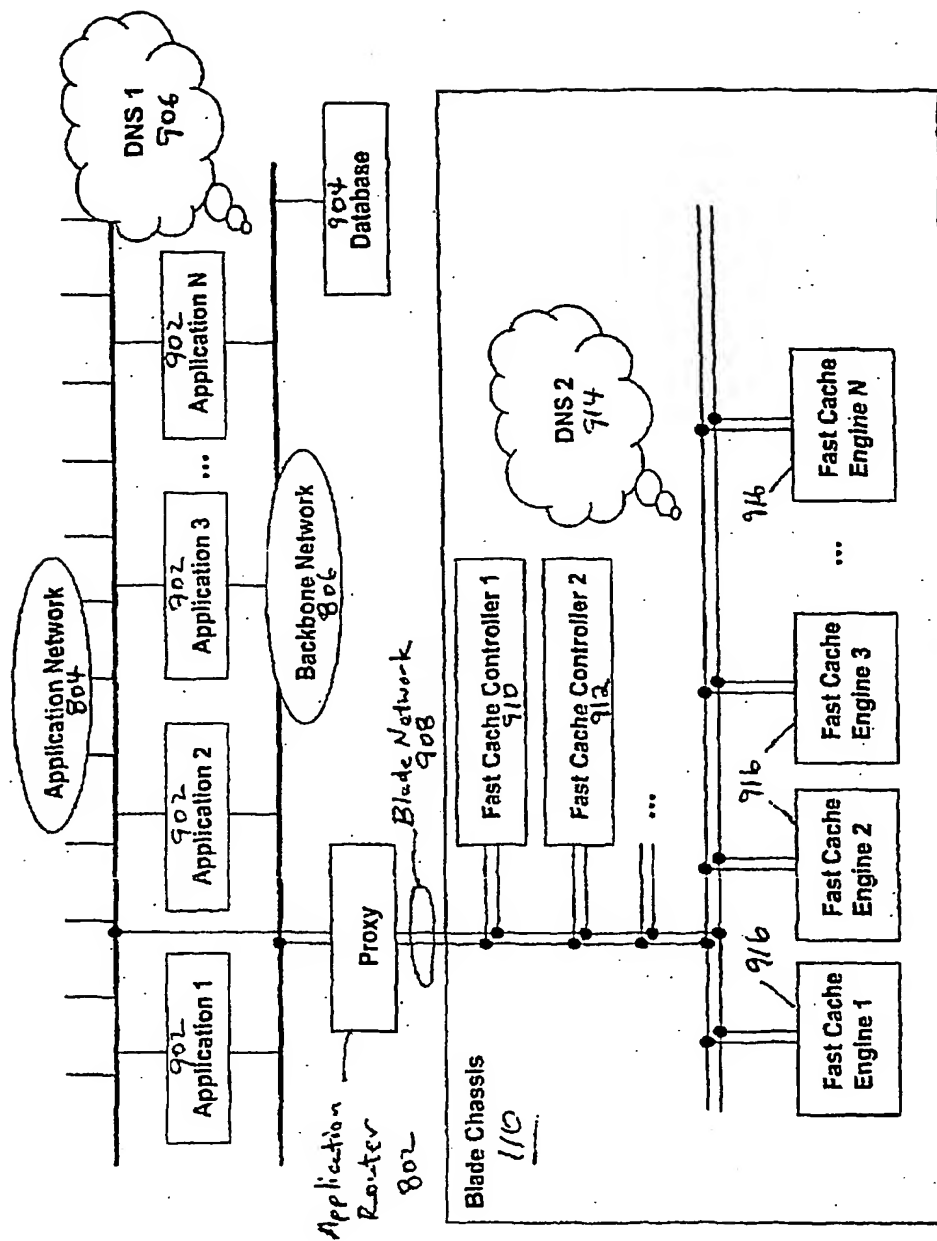 Application Network
804
902
Application 1
902
Application 2
902
Application 3
...
902
Application N
DNS 1
906
Backbone Network
806
904
Database
Application
Router
802
Proxy
Blade Network
908
Blade Chassis
110
Fast Cache Controller 1
910
Fast Cache Controller 2
912
...
DNS 2
914
916
Fast Cache
Engine 1
916
Fast Cache
Engine 2
916
Fast Cache
Engine 3
...
916
Fast Cache
Engine N